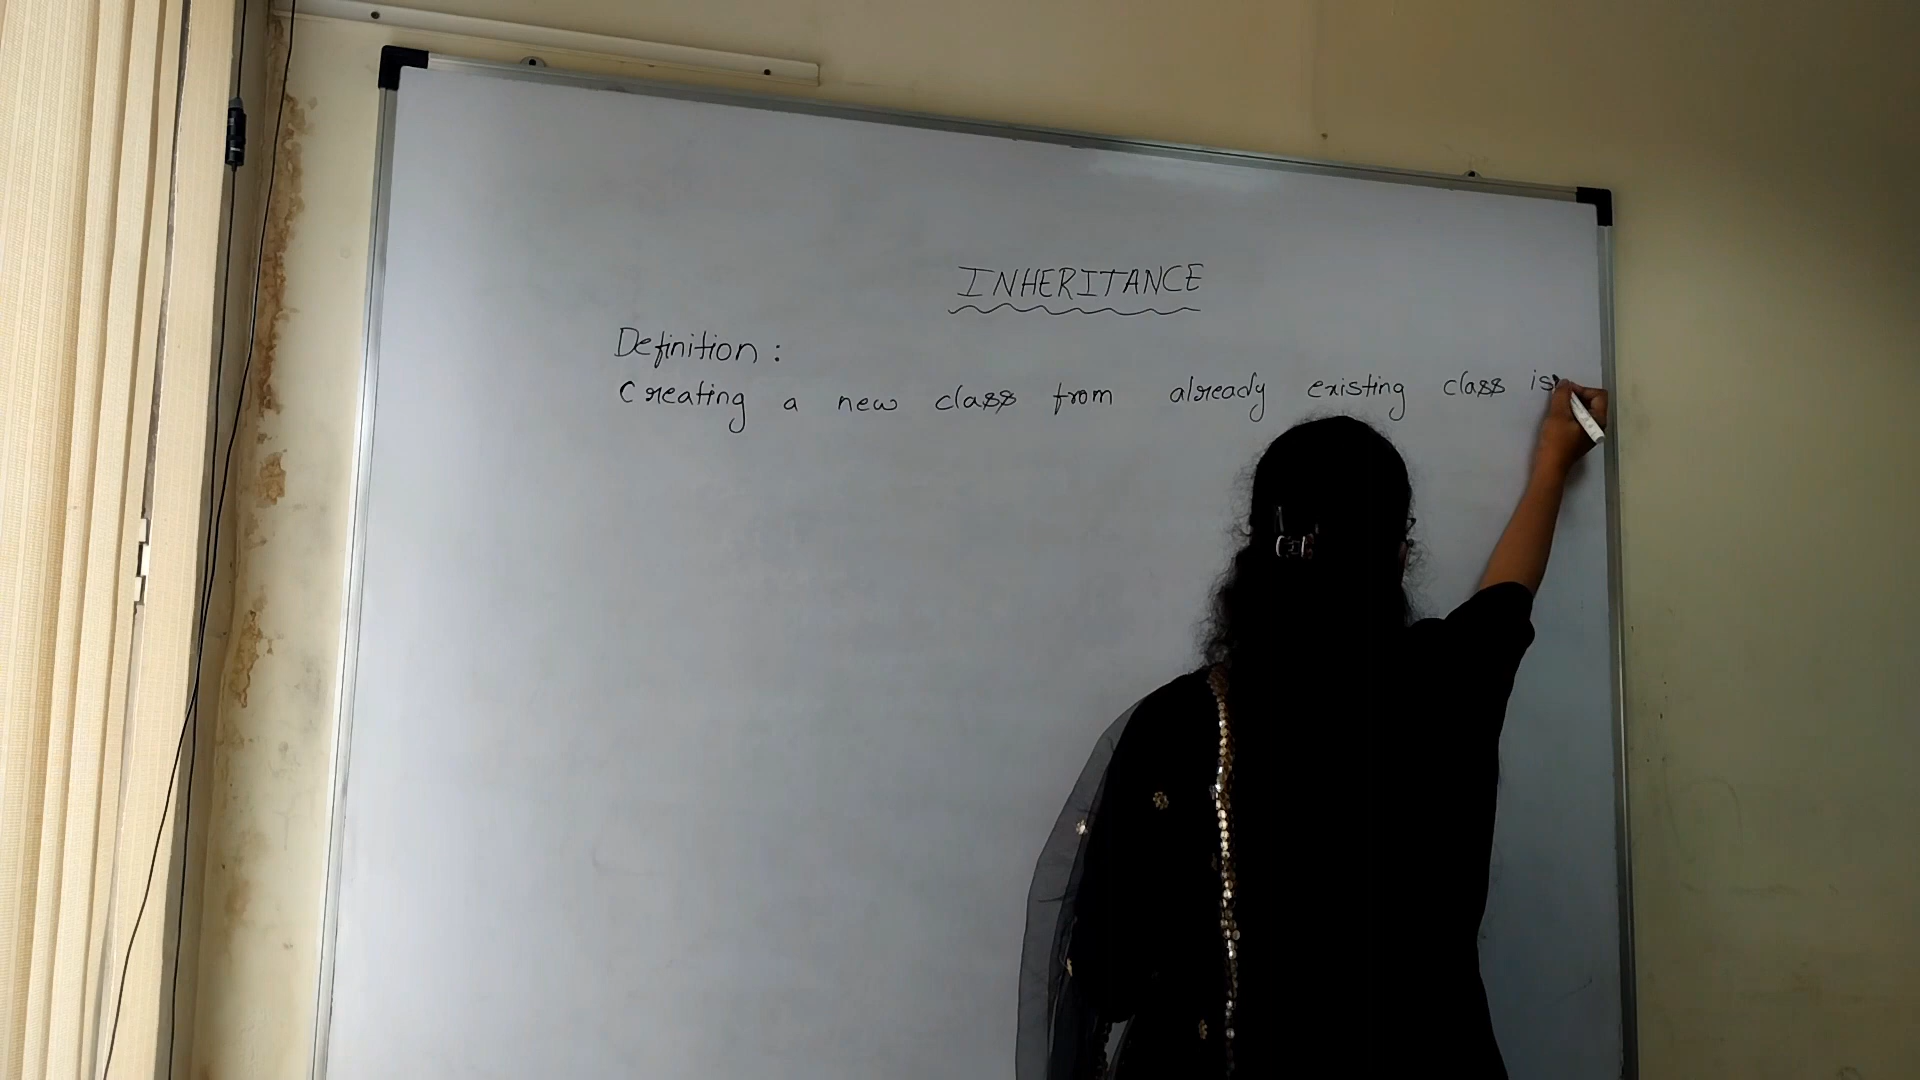 INHERITANCE
Definition :
Creating a new class from already existing class is